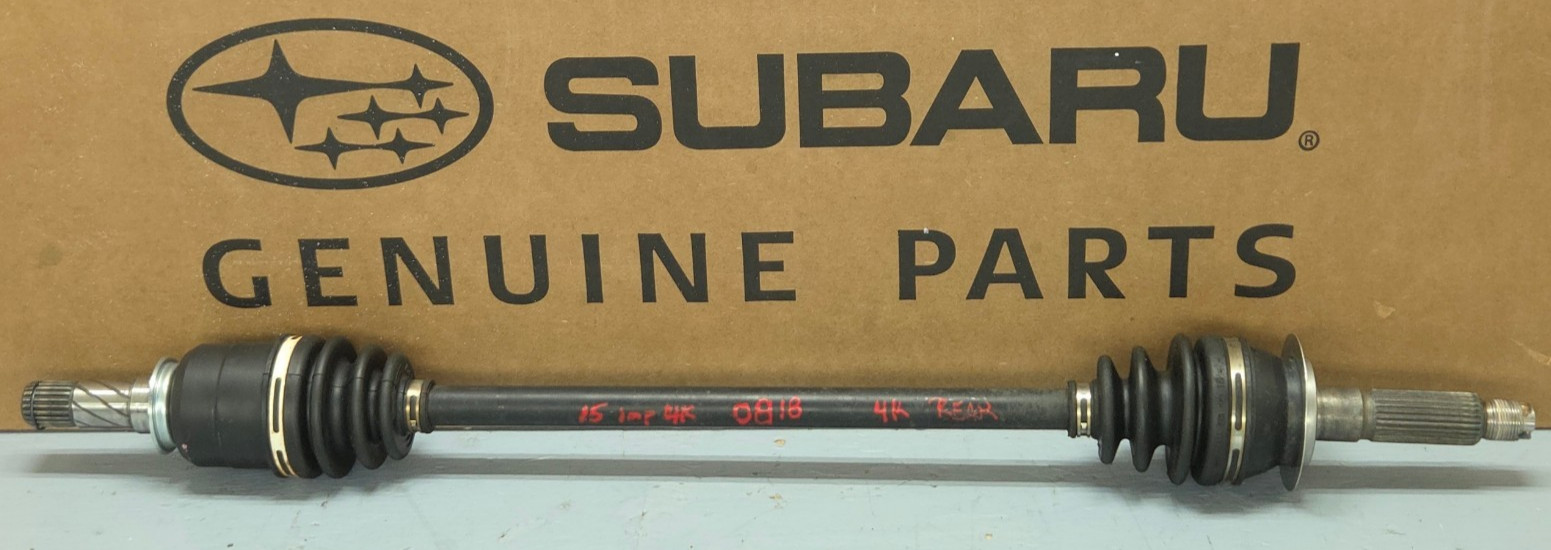 SUBARU®
GENUINE PARTS
15 imp 4K 0818 4K REAR